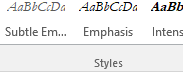 AaBbCcDa AaBbCcDa AaBb
Subtle Em... Emphasis Intens
Styles